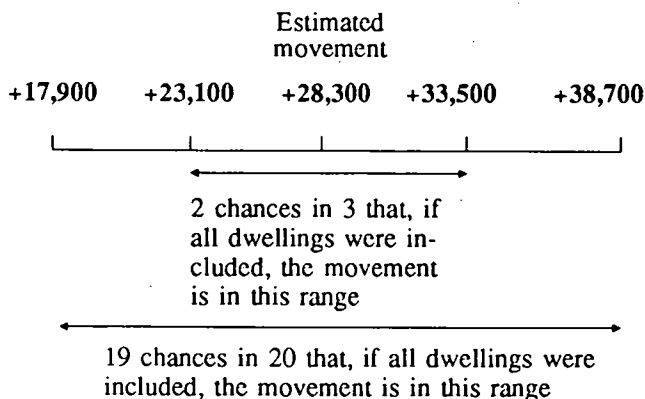 Estimated
movement
+17,900 +23,100 +28,300 +33,500 +38,700
2 chances in 3 that, if
all dwellings were in-
cluded, the movement
is in this range
19 chances in 20 that, if all dwellings were
included, the movement is in this range